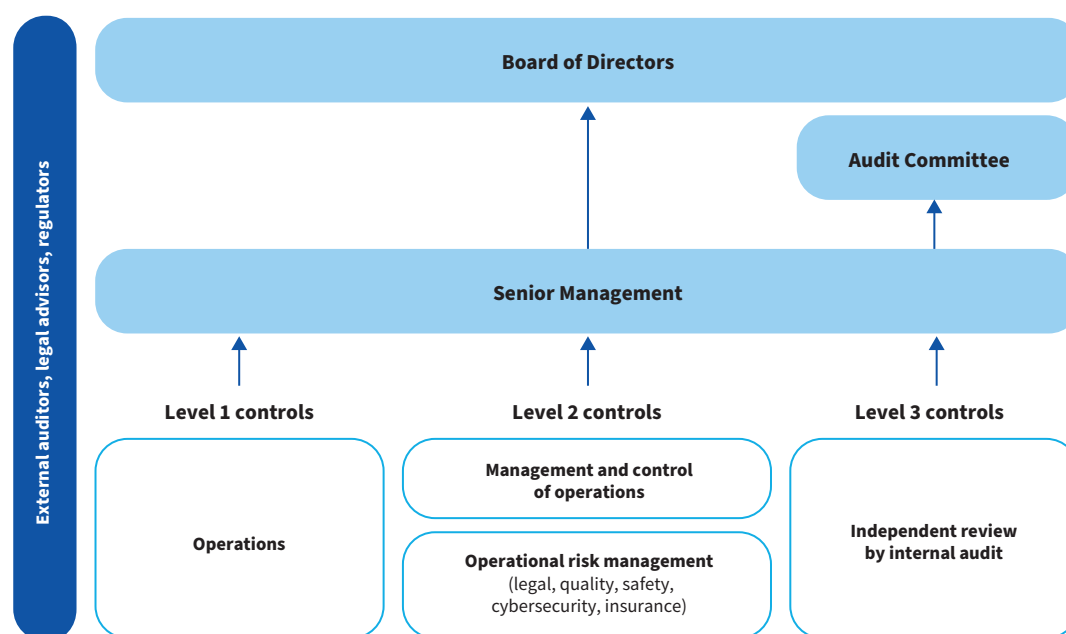 External auditors, legal advisors, regulators
Board of Directors
Audit Committee
Senior Management
Level 1 controls
Level 2 controls
Level 3 controls
Operations
Management and control
of operations
Operational risk management
(legal, quality, safety,
cybersecurity, insurance)
Independent review
by internal audit